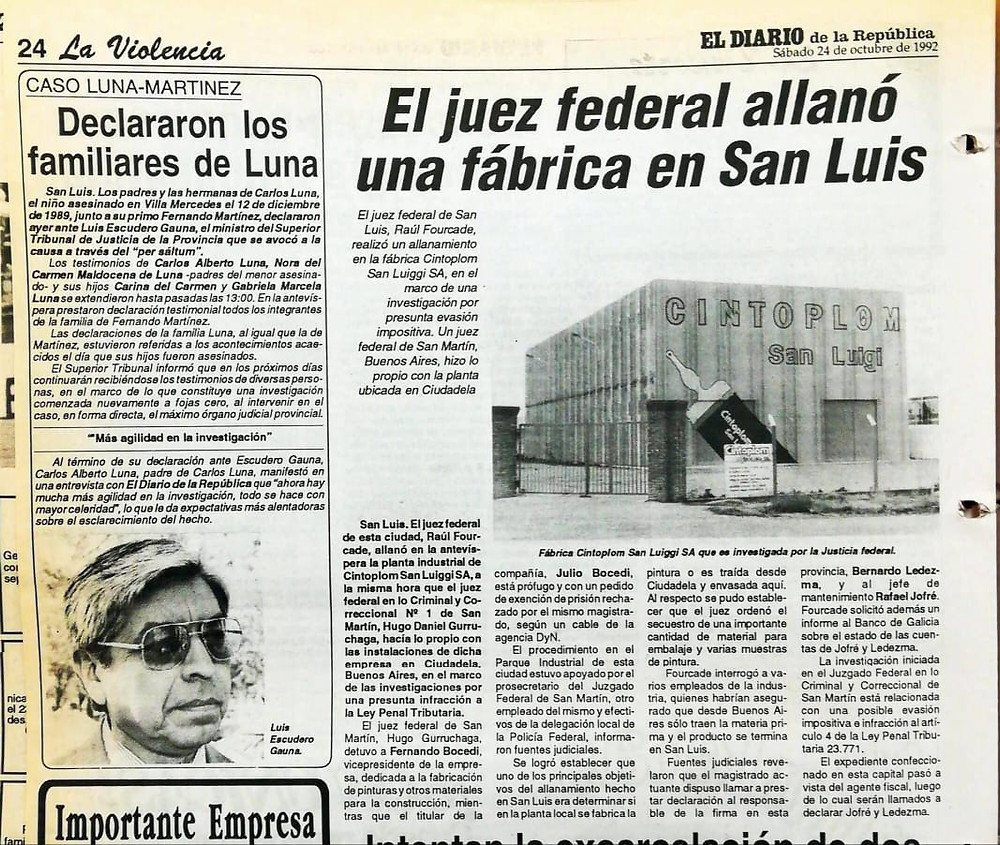 24 La Violencia
EL DIARIO de la República
Sábado 24 de octubre de 1992
CASO LUNA-MARTINEZ
Declararon los
familiares de Luna
San Luis. Los padres y las hermanas de Carlos Luna,
el niño asesinado en Villa Mercedes el 12 de diciembre
de 1989, junto a su primo Fernando Martínez, declararon
ayer ante Luis Escudero Gauna, el ministro del Superior
Tribunal de Justicia de la Provincia que se avocó a la
causa a través del "per sáltum".
Los testimonios de Carlos Alberto Luna, Nora del
Carmen Maldocena de Luna -padres del menor asesina-
do- y sus hijos Carina del Carmen y Gabriela Marcela
Luna se extendieron hasta pasadas las 13:00. En la antevís-
pera prestaron declaración testimonial todos los integrantes
de la familia de Fernando Martínez.
Las declaraciones de la familia Luna, al igual que la de
Martínez, estuvieron referidas a los acontecimientos acae-
cidos el día que sus hijos fueron asesinados.
El Superior Tribunal informó que en los próximos días
continuarán recibiéndose los testimonios de diversas perso-
nas, en el marco de lo que constituye una investigación
comenzada nuevamente a fojas cero, al intervenir en el
caso, en forma directa, el máximo órgano judicial provincial.
"Más agilidad en la investigación"
Al término de su declaración ante Escudero Gauna,
Carlos Alberto Luna, padre de Carlos Luna, manifestó en
una entrevista con El Diario de la República que "ahora hay
mucha más agilidad en la investigación, todo se hace con
mayor celeridad", lo que le da expectativas más alentadoras
sobre el esclarecimiento del hecho.
Luis
Escudero
Gauna.
Importante Empresa
El juez federal allanó
una fábrica en San Luis
El juez federal de San
Luis, Raúl Fourcade,
realizó un allanamiento
en la fábrica Cintoplom
San Luiggi SA, en el
marco de una
investigación por
presunta evasión
impositiva. Un juez
federal de San Martín,
Buenos Aires, hizo lo
propio con la planta
ubicada en Ciudadela
CINTOPLOM
San Luigi
Cintoplom
Cintoplom
Fábrica Cintoplom San Luiggi SA que es investigada por la Justicia federal.
San Luis. El juez federal
de esta ciudad, Raúl Four-
cade, allanó en la antevís-
pera la planta industrial de
Cintoplom San Luiggi SA, a
la misma hora que el juez
federal en lo Criminal y Co-
rreccional Nº 1 de San
Martín, Hugo Daniel Gurru-
chaga, hacía lo propio con
las instalaciones de dicha
empresa en Ciudadela.
Buenos Aires, en el marco
de las investigaciones por
una presunta infracción a
la Ley Penal Tributaria.
El juez federal de San
Martín, Hugo Gurruchaga,
detuvo a Fernando Bocedi,
vicepresidente de la empre-
sa, dedicada a la fabricación
de pinturas y otros materiales
para la construcción, mien-
tras que el titular de la
compañía, Julio Bocedi,
está prófugo y con un pedido
de exención de prisión recha-
zado por el mismo magistra-
do, según un cable de la
agencia DyN.
El procedimiento en el
Parque Industrial de esta
ciudad estuvo apoyado por el
prosecretario del Juzgado
Federal de San Martín, otro
empleado del mismo y efecti-
vos de la delegación local de
la Policía Federal, informa-
ron fuentes judiciales.
Se logró establecer que
uno de los principales objeti-
vos del allanamiento hecho
en San Luis era determinar si
en la planta local se fabrica la
pintura o es traída desde
Ciudadela y envasada aquí.
Al respecto se pudo estable-
cer que el juez ordenó el
secuestro de una importante
cantidad de material para
embalaje y varias muestras
de pintura.
Fourcade interrogó a va-
rios empleados de la indus-
tria, quienes habrían asegu-
rado que desde Buenos Ai-
res sólo traen la materia pri-
ma y el producto se termina
en San Luis.
Fuentes judiciales reve-
laron que el magistrado ac-
tuante dispuso llamar a pres-
tar declaración al responsa-
ble de la firma en esta
provincia, Bernardo Ledez-
ma, y al jefe de
mantenimiento Rafael Jofré.
Fourcade solicitó además un
informe al Banco de Galicia
sobre el estado de las cuen-
tas de Jofré y Ledezma.
La investigación iniciada
en el Juzgado Federal en lo
Criminal y Correccional de
San Martín está relacionada
con una posible evasión
impositiva e infracción al artí-
culo 4 de la Ley Penal Tribu-
taria 23.771.
El expediente confeccio-
nado en esta capital pasó a
vista del agente fiscal, luego
de lo cual serán llamados a
declarar Jofré y Ledezma.